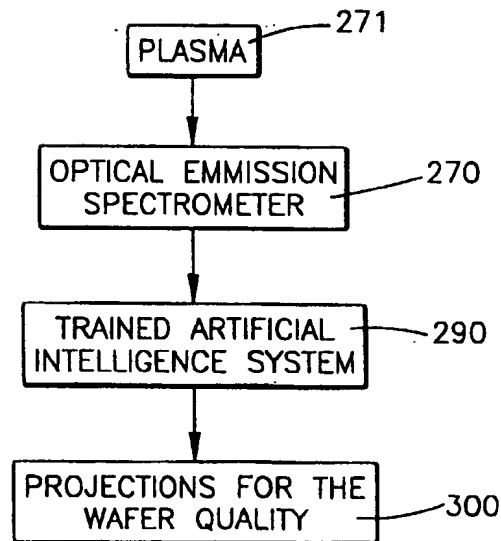 271
PLASMA
OPTICAL EMMISSION
SPECTROMETER
270
TRAINED ARTIFICIAL
INTELLIGENCE SYSTEM
290
PROJECTIONS FOR THE
WAFER QUALITY
300